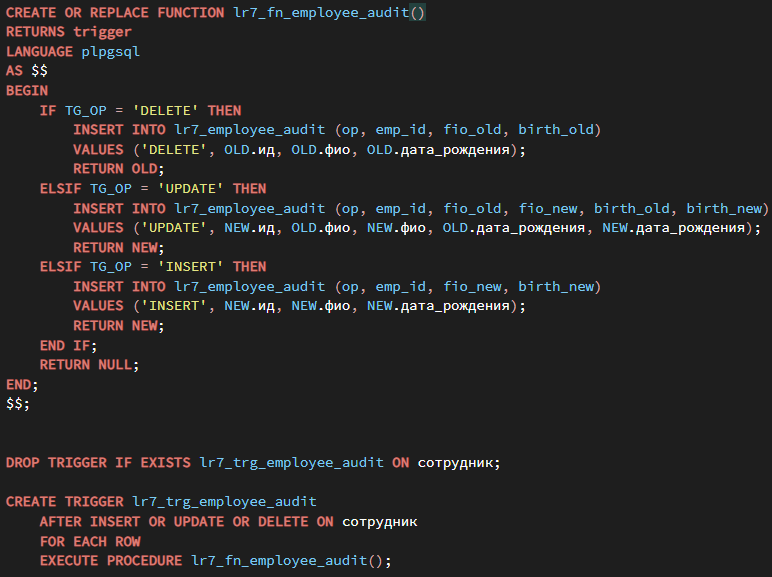 CREATE OR REPLACE FUNCTION lr7_fn_employee_audit()
RETURNS trigger
LANGUAGE plpgsql
AS $$
BEGIN
    IF TG_OP = 'DELETE' THEN
        INSERT INTO lr7_employee_audit (op, emp_id, fio_old, birth_old)
        VALUES ('DELETE', OLD.ид, OLD.фио, OLD.дата_рождения);
        RETURN OLD;
    ELSIF TG_OP = 'UPDATE' THEN
        INSERT INTO lr7_employee_audit (op, emp_id, fio_old, fio_new, birth_old, birth_new)
        VALUES ('UPDATE', NEW.ид, OLD.фио, NEW.фио, OLD.дата_рождения, NEW.дата_рождения);
        RETURN NEW;
    ELSIF TG_OP = 'INSERT' THEN
        INSERT INTO lr7_employee_audit (op, emp_id, fio_new, birth_new)
        VALUES ('INSERT', NEW.ид, NEW.фио, NEW.дата_рождения);
        RETURN NEW;
    END IF;
    RETURN NULL;
END;
$$;
DROP TRIGGER IF EXISTS lr7_trg_employee_audit ON сотрудник;
CREATE TRIGGER lr7_trg_employee_audit
    AFTER INSERT OR UPDATE OR DELETE ON сотрудник
    FOR EACH ROW
    EXECUTE PROCEDURE lr7_fn_employee_audit();